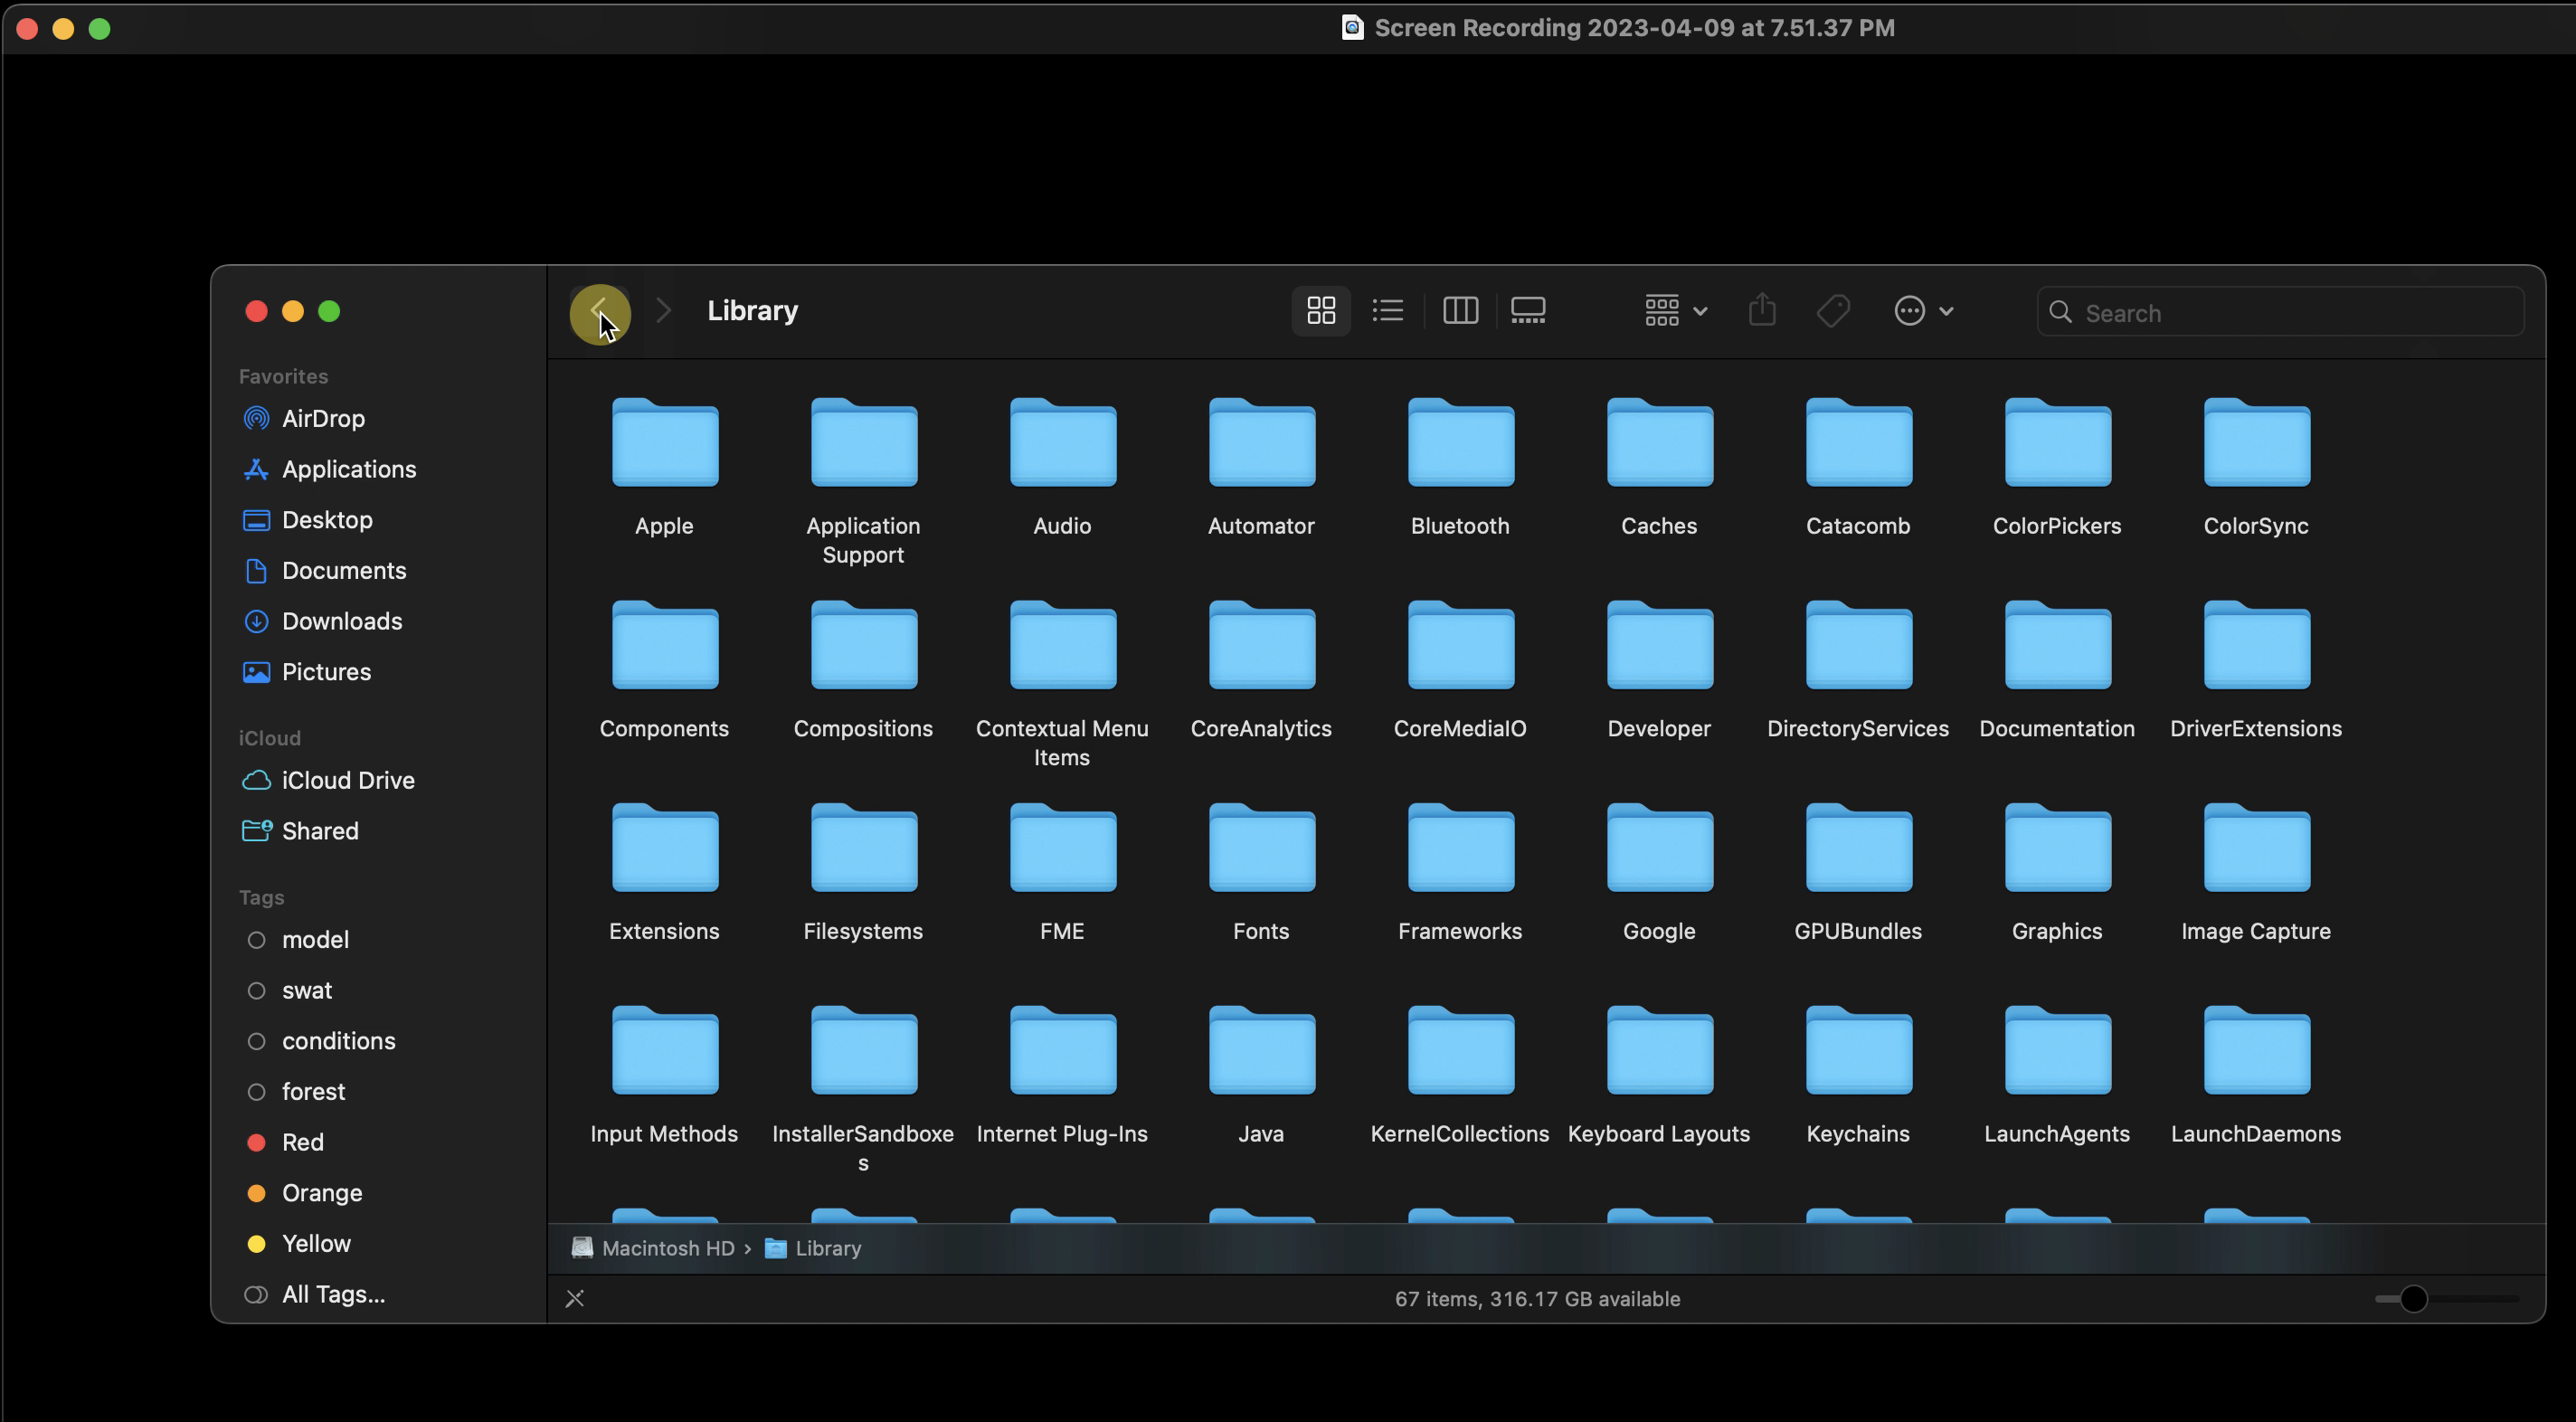 Screen Recording 2023-04-09 at 7.51.37 PM
Library
Search
Favorites
AirDrop
Applications
Desktop
Documents
Downloads
Pictures
iCloud
iCloud Drive
Shared
Tags
model
swat
conditions
forest
Red
Orange
Yellow
All Tags...
Apple
Application
Support
Audio
Automator
Bluetooth
Caches
Catacomb
ColorPickers
ColorSync
Components
Compositions
Contextual Menu
Items
CoreAnalytics
CoreMediaIO
Developer
DirectoryServices
Documentation
DriverExtensions
Extensions
Filesystems
FME
Fonts
Frameworks
Google
GPUBundles
Graphics
Image Capture
Input Methods
InstallerSandboxe
s
Internet Plug-Ins
Java
KernelCollections
Keyboard Layouts
Keychains
LaunchAgents
LaunchDaemons
Macintosh HD › Library
67 items, 316.17 GB available